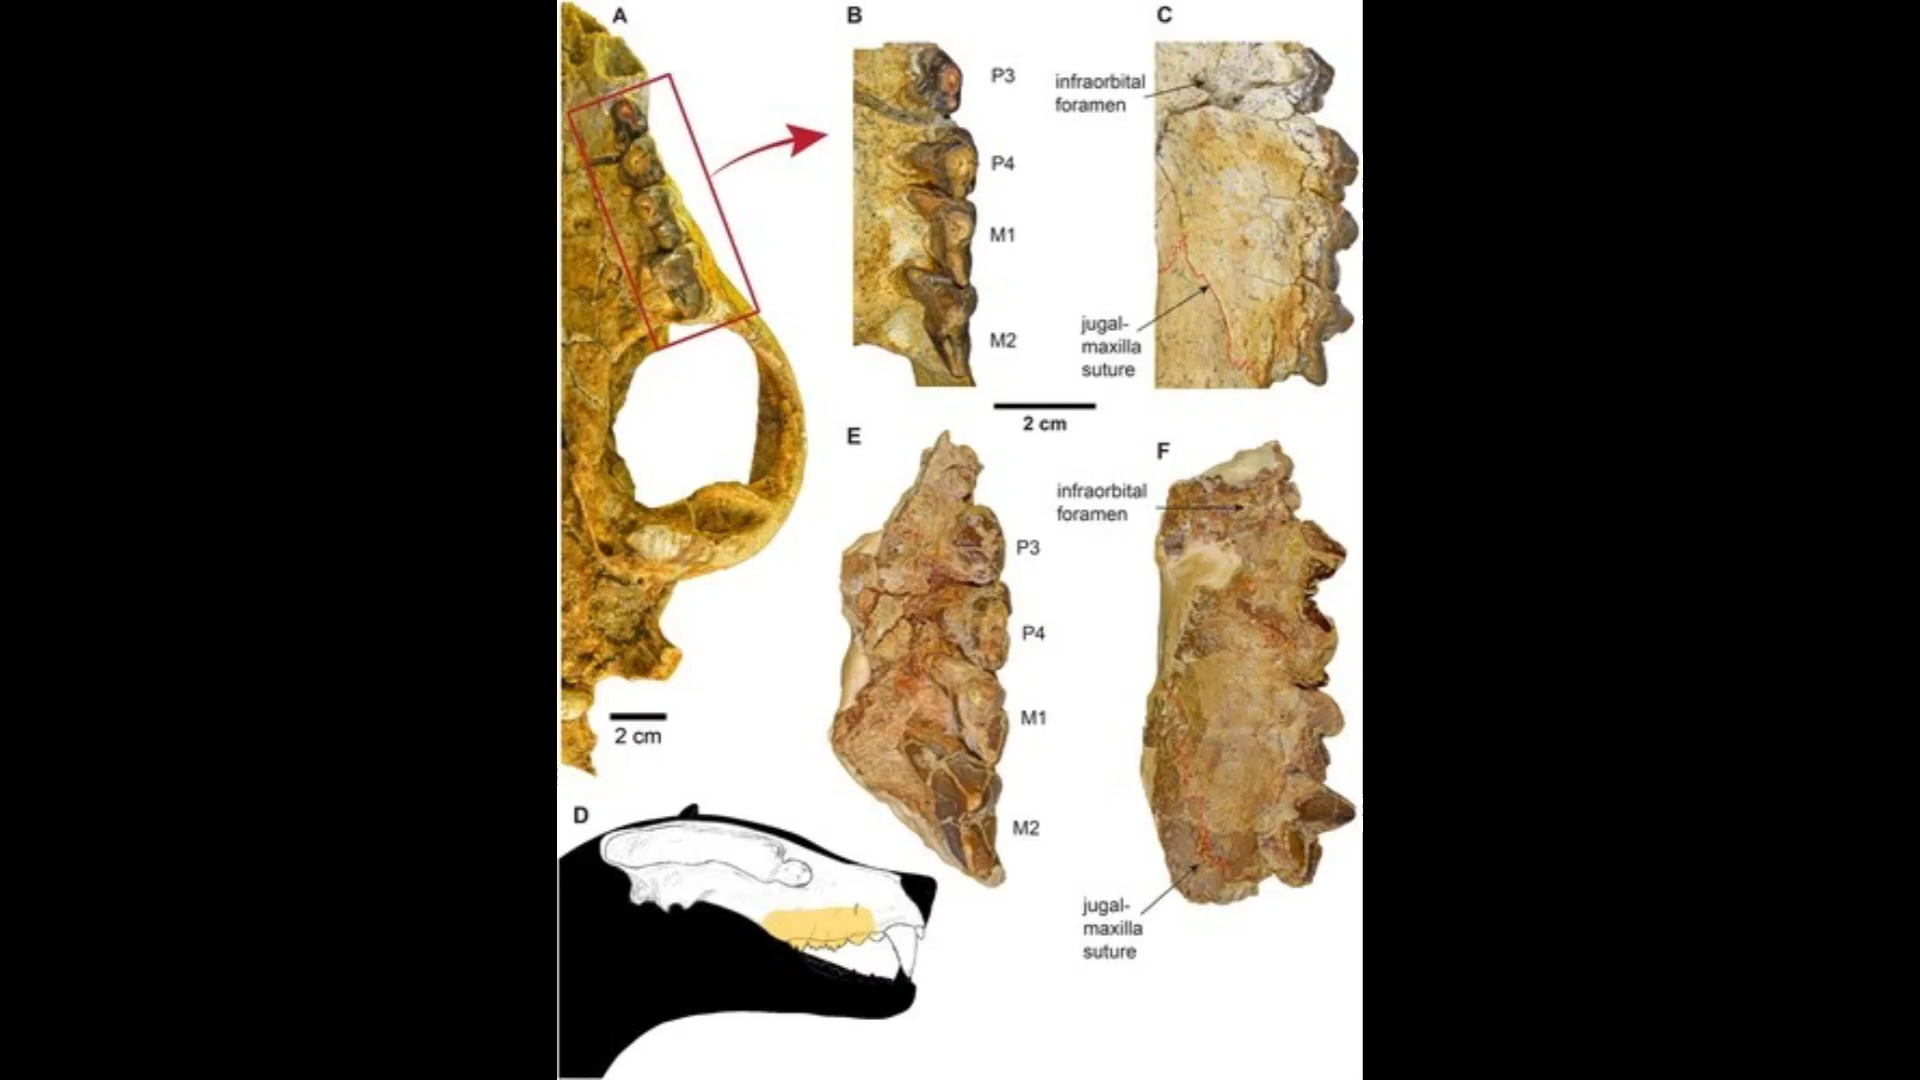 A
B
C
P3
P4
M1
M2
infraorbital
foramen
jugal-
maxilla
suture
2 cm
E
F
P3
P4
M1
M2
infraorbital
foramen
jugal-
maxilla
suture
2 cm
D